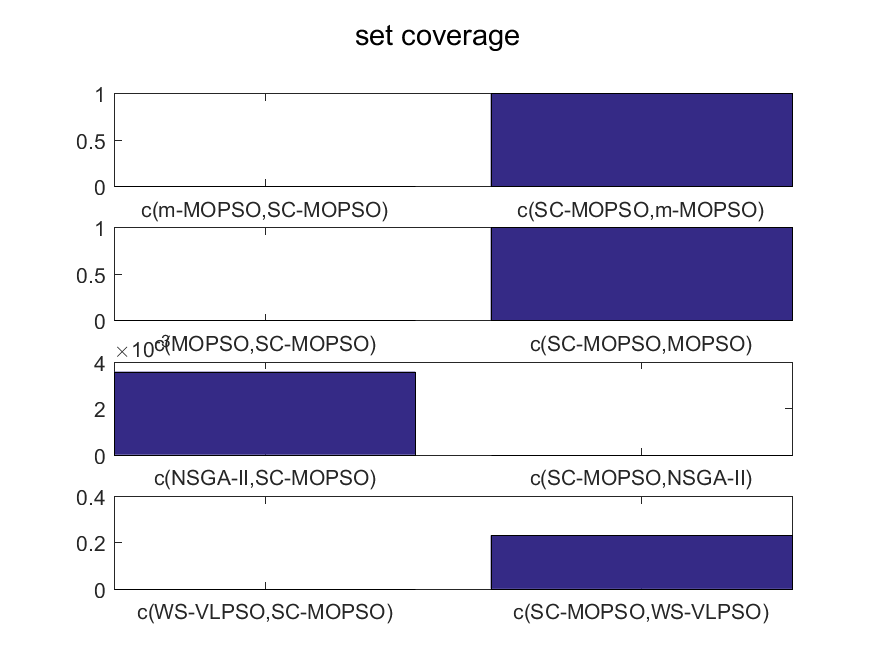 set coverage
1
0.5
0
c(m-MOPSO,SC-MOPSO) c(SC-MOPSO,m-MOPSO)
1
0.5
0
c(MOPSO,SC-MOPSO) c(SC-MOPSO,MOPSO)
×10⁻³
4
2
0
c(NSGA-II,SC-MOPSO) c(SC-MOPSO,NSGA-II)
0.4
0.2
0
c(WS-VLPSO,SC-MOPSO) c(SC-MOPSO,WS-VLPSO)